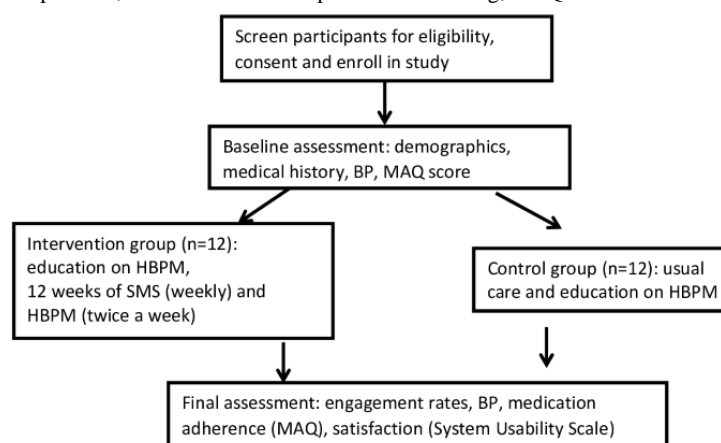 Screen participants for eligibility,
consent and enroll in study
Baseline assessment: demographics,
medical history, BP, MAQ score
Intervention group (n=12):
education on HBPM,
12 weeks of SMS (weekly) and
HBPM (twice a week)
Control group (n=12): usual
care and education on HBPM
Final assessment: engagement rates, BP, medication
adherence (MAQ), satisfaction (System Usability Scale)